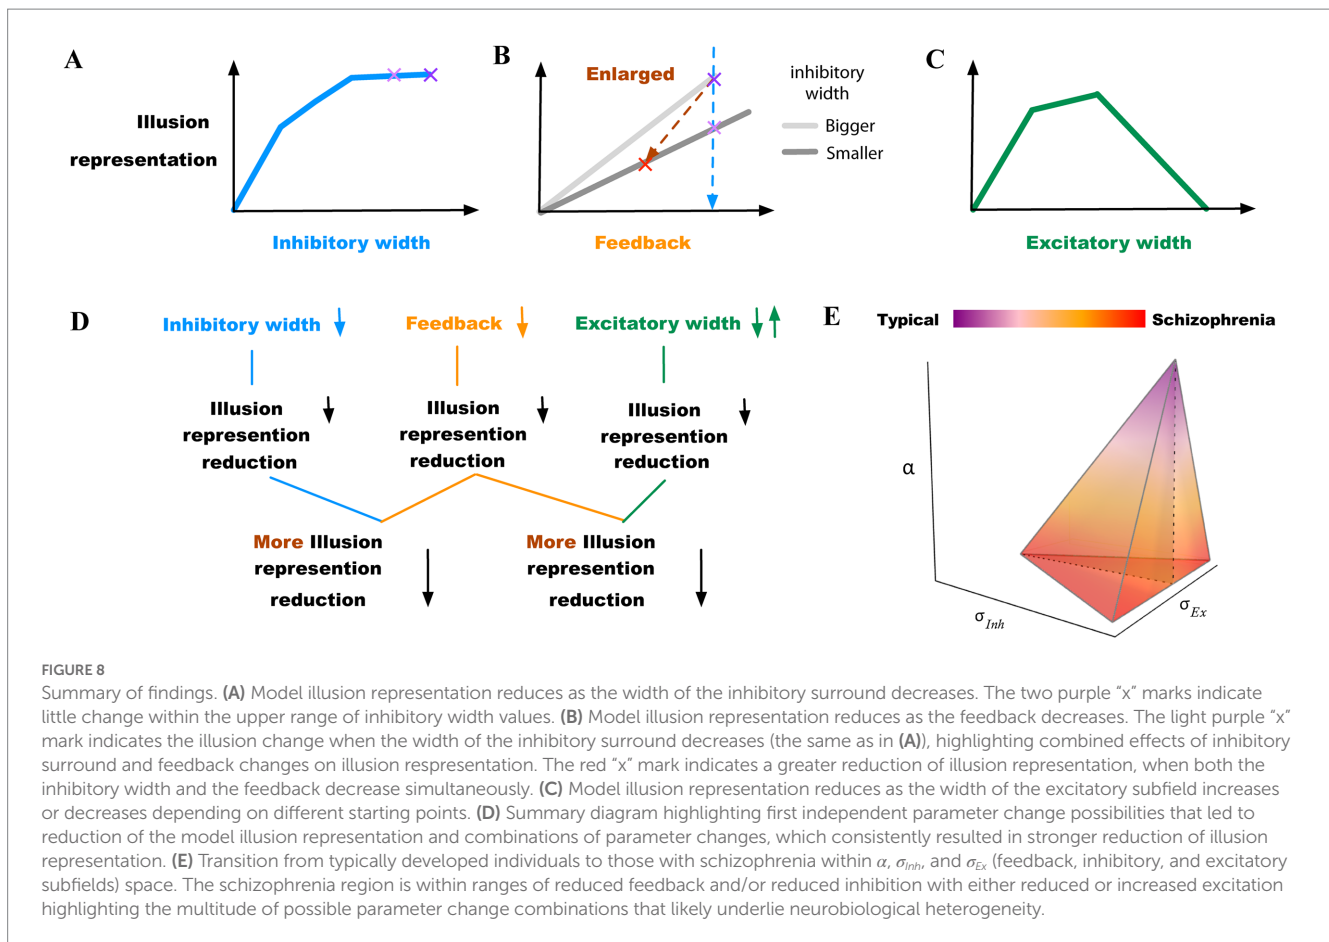 A
Illusion
representation
Inhibitory width
B
Enlarged
inhibitory
width
Bigger
Smaller
Feedback
C
Excitatory width
D
Inhibitory width
Feedback
Excitatory width
Illusion
represention
reduction
Illusion
represention
reduction
Illusion
represention
reduction
More Illusion
represention
reduction
More Illusion
represention
reduction
E
Typical
Schizophrenia
α
σInh
σEx
FIGURE 8
Summary of findings. (A) Model illusion representation reduces as the width of the inhibitory surround decreases. The two purple “x” marks indicate
little change within the upper range of inhibitory width values. (B) Model illusion representation reduces as the feedback decreases. The light purple “x”
mark indicates the illusion change when the width of the inhibitory surround decreases (the same as in (A)), highlighting combined effects of inhibitory
surround and feedback changes on illusion respresentation. The red “x” mark indicates a greater reduction of illusion representation, when both the
inhibitory width and the feedback decrease simultaneously. (C) Model illusion representation reduces as the width of the excitatory subfield increases
or decreases depending on different starting points. (D) Summary diagram highlighting first independent parameter change possibilities that led to
reduction of the model illusion representation and combinations of parameter changes, which consistently resulted in stronger reduction of illusion
representation. (E) Transition from typically developed individuals to those with schizophrenia within α, σInh, and σEx (feedback, inhibitory, and excitatory
subfields) space. The schizophrenia region is within ranges of reduced feedback and/or reduced inhibition with either reduced or increased excitation
highlighting the multitude of possible parameter change combinations that likely underlie neurobiological heterogeneity.